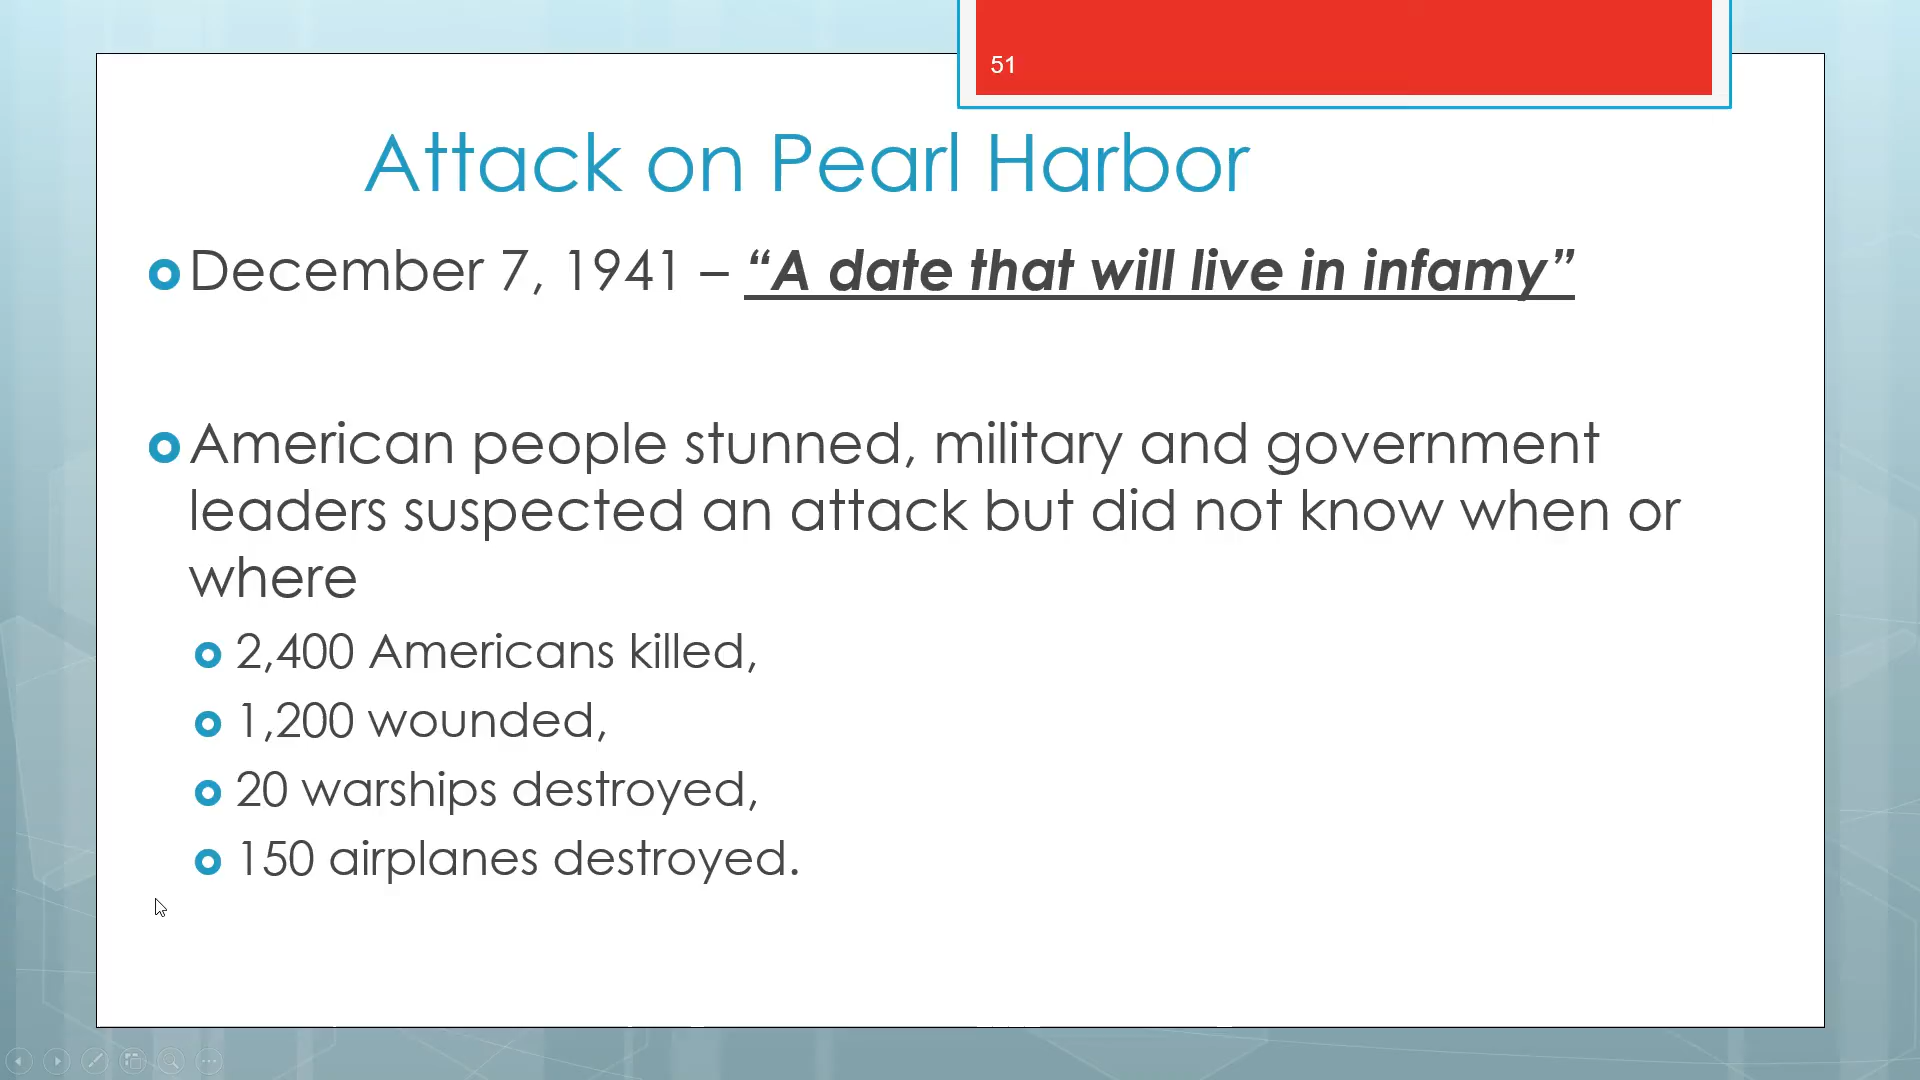 51
Attack on Pearl Harbor
December 7, 1941 – “A date that will live in infamy”
American people stunned, military and government
leaders suspected an attack but did not know when or
where
2,400 Americans killed,
1,200 wounded,
20 warships destroyed,
150 airplanes destroyed.